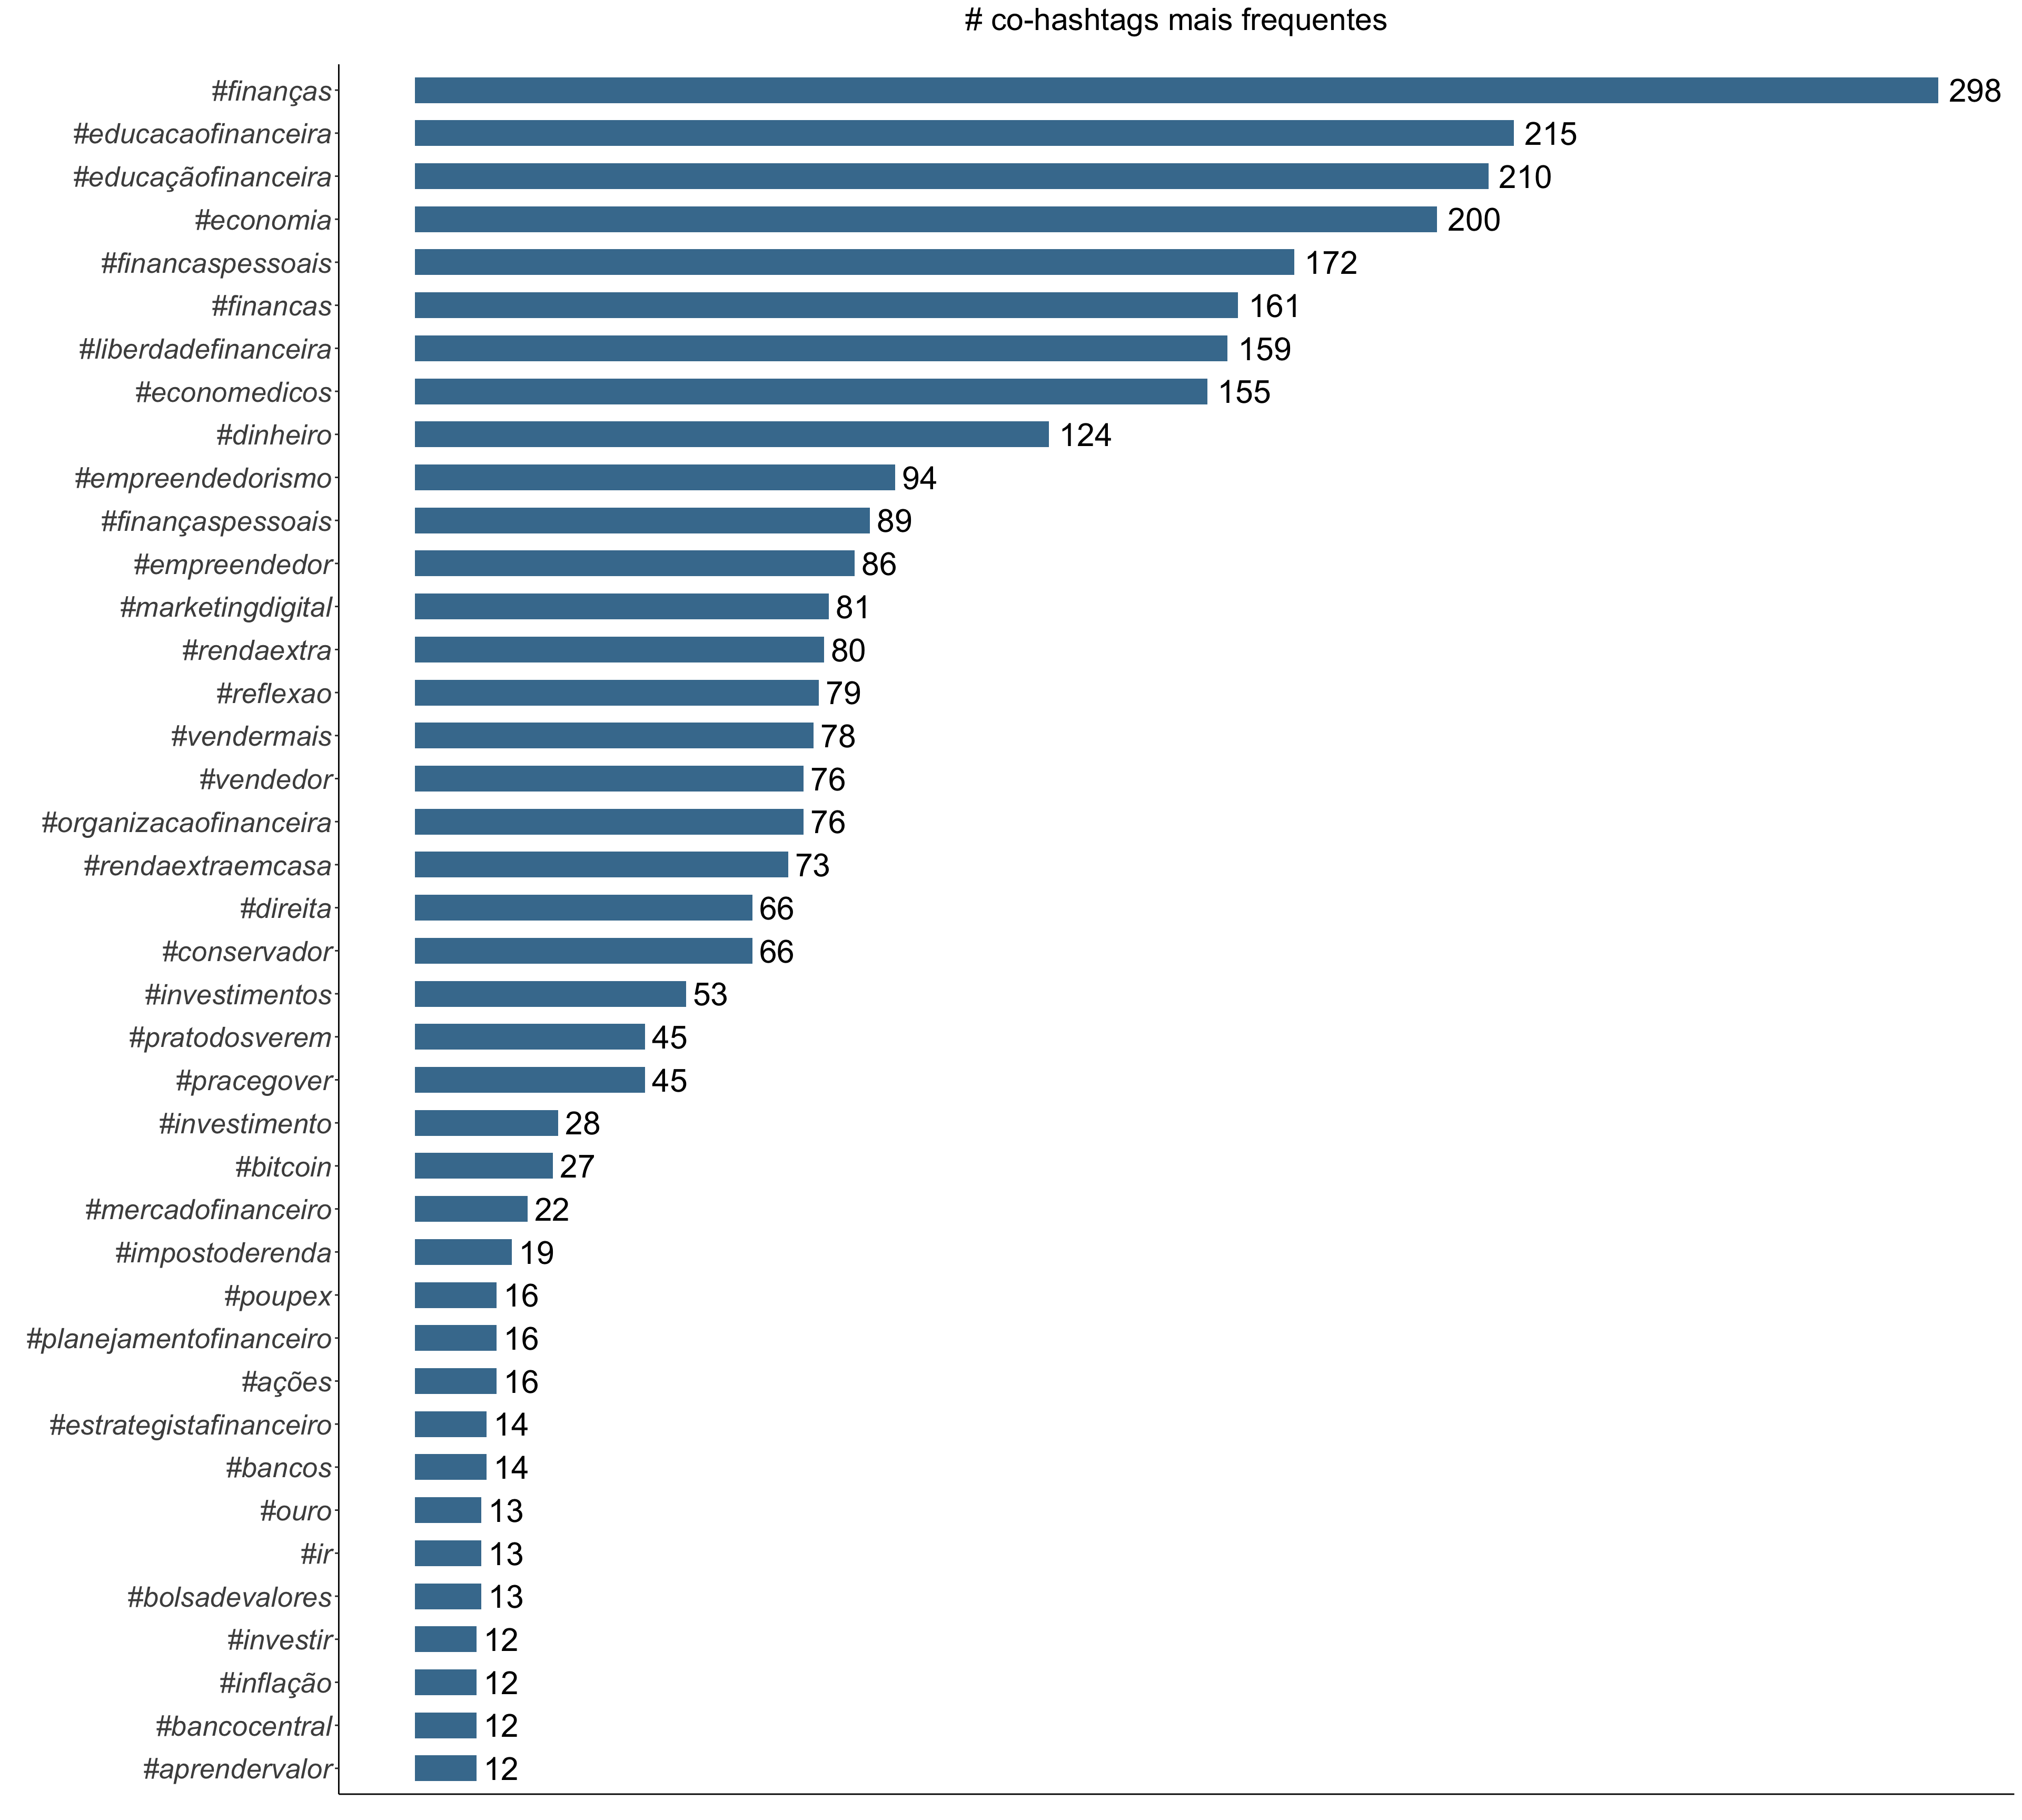 # co-hashtags mais frequentes
#finanças 298
#educacaofinanceira 215
#educaçãofinanceira 210
#economia 200
#financaspessoais 172
#financas 161
#liberdadefinanceira 159
#economedicos 155
#dinheiro 124
#empreendedorismo 94
#finançaspessoais 89
#empreendedor 86
#marketingdigital 81
#rendaextra 80
#reflexao 79
#vendermais 78
#vendedor 76
#organizacaofinanceira 76
#rendaextraemcasa 73
#direita 66
#conservador 66
#investimentos 53
#pratodosverem 45
#pracegover 45
#investimento 28
#bitcoin 27
#mercadofinanceiro 22
#impostoderenda 19
#poupex 16
#planejamentofinanceiro 16
#ações 16
#estrategistafinanceiro 14
#bancos 14
#ouro 13
#ir 13
#bolsadevalores 13
#investir 12
#inflação 12
#bancocentral 12
#aprendervalor 12